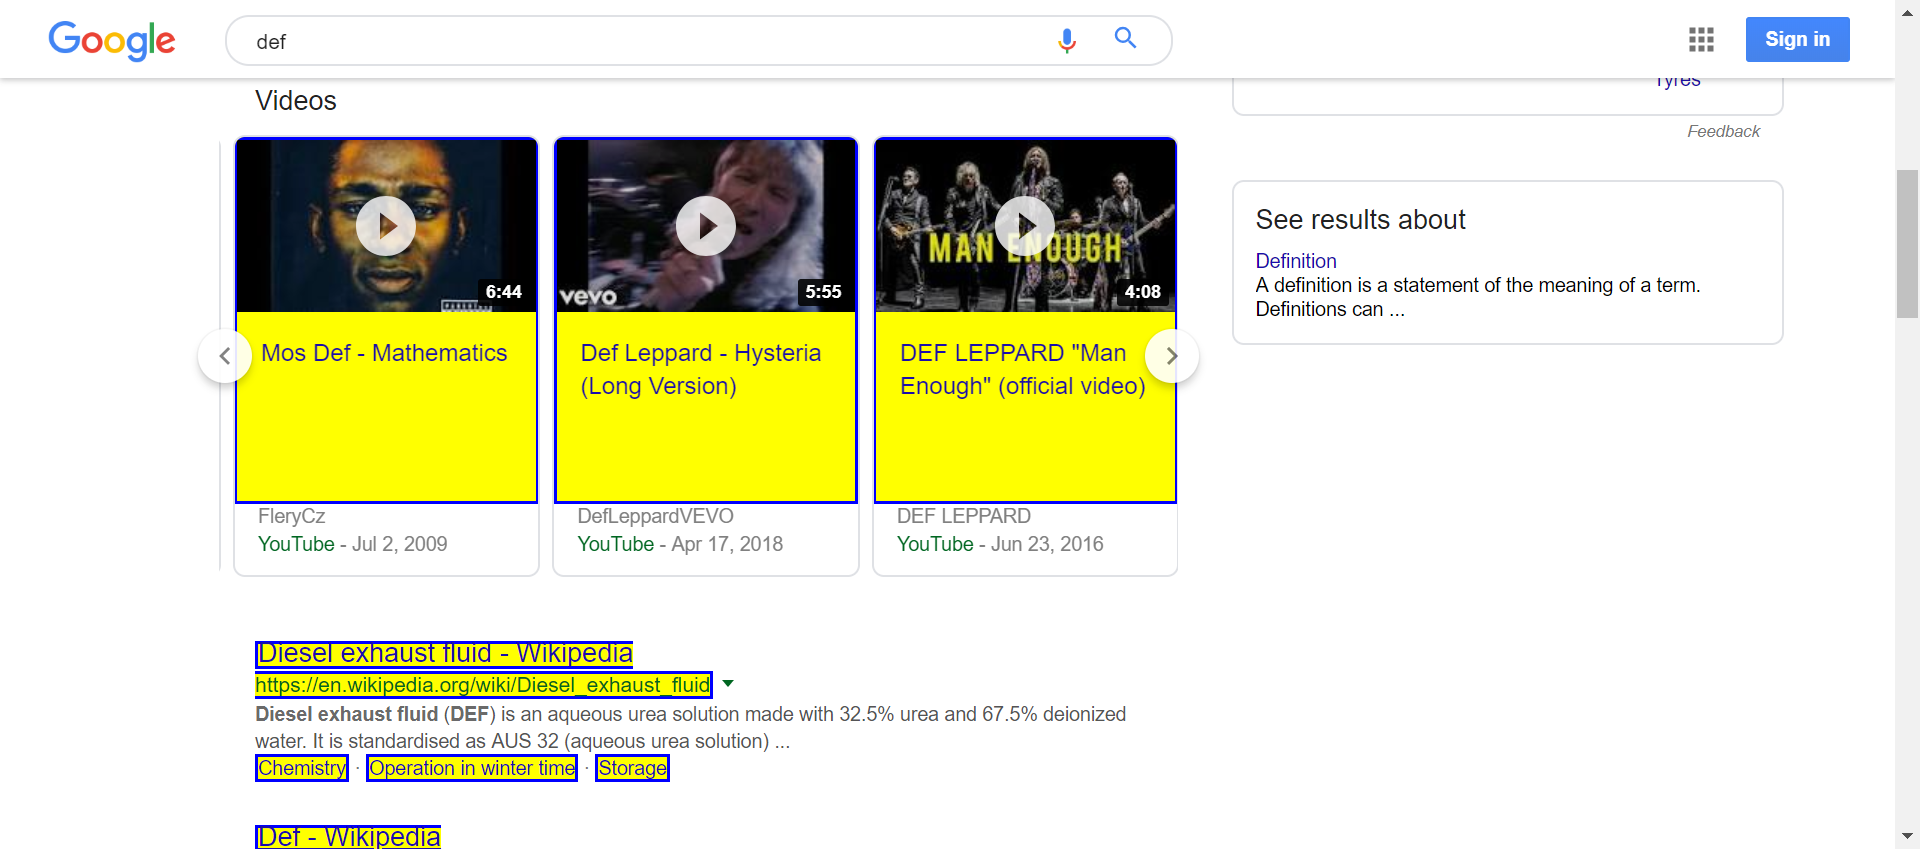 Google
def
Sign in
Tyres
Feedback
Videos
6:44
vevo
5:55
MAN ENOUGH
4:08
Mos Def - Mathematics
Def Leppard - Hysteria
(Long Version)
DEF LEPPARD "Man
Enough" (official video)
FleryCz
YouTube - Jul 2, 2009
DefLeppardVEVO
YouTube - Apr 17, 2018
DEF LEPPARD
YouTube - Jun 23, 2016
See results about
Definition
A definition is a statement of the meaning of a term.
Definitions can ...
Diesel exhaust fluid - Wikipedia
https://en.wikipedia.org/wiki/Diesel_exhaust_fluid
Diesel exhaust fluid (DEF) is an aqueous urea solution made with 32.5% urea and 67.5% deionized
water. It is standardised as AUS 32 (aqueous urea solution) ...
Chemistry · Operation in winter time · Storage
Def - Wikipedia